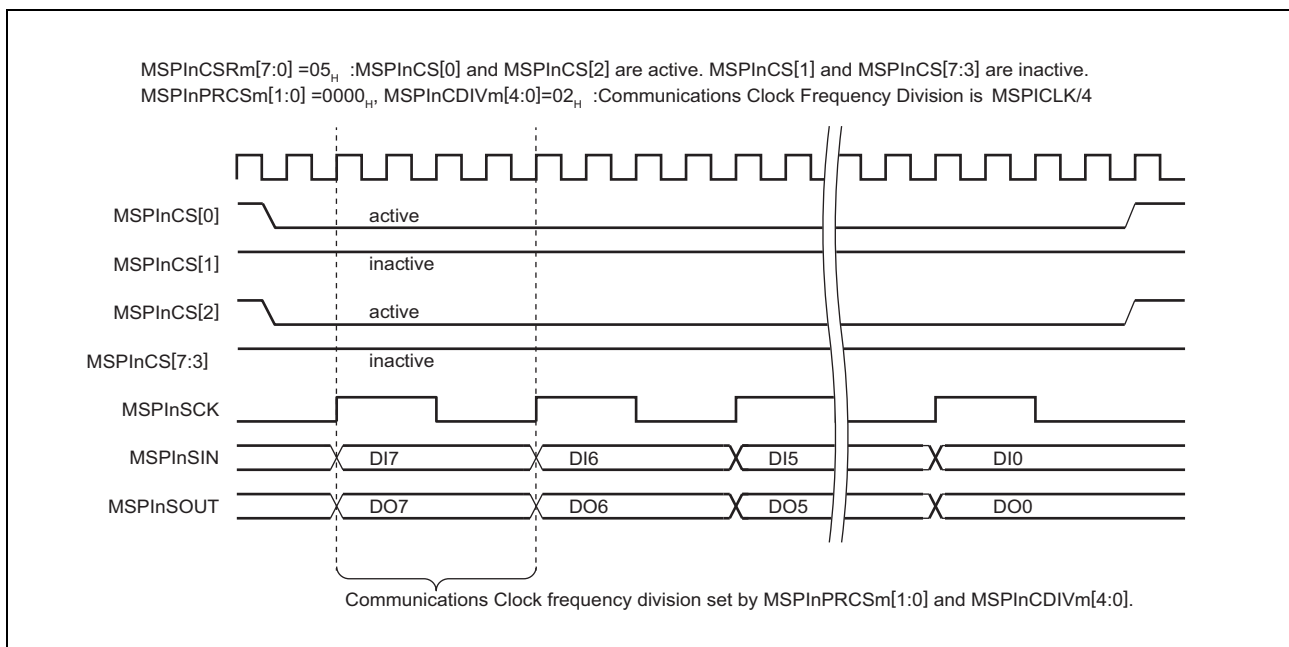 MSPInCSRm[7:0] =05H :MSPInCS[0] and MSPInCS[2] are active. MSPInCS[1] and MSPInCS[7:3] are inactive.
MSPInPRCSm[1:0] =0000H, MSPInCDIVm[4:0]=02H :Communications Clock Frequency Division is MSPICLK/4
MSPInCS[0] active
MSPInCS[1] inactive
MSPInCS[2] active
MSPInCS[7:3] inactive
MSPInSCK
MSPInSIN DI7 DI6 DI5 DI0
MSPInSOUT DO7 DO6 DO5 DO0
Communications Clock frequency division set by MSPInPRCSm[1:0] and MSPInCDIVm[4:0].